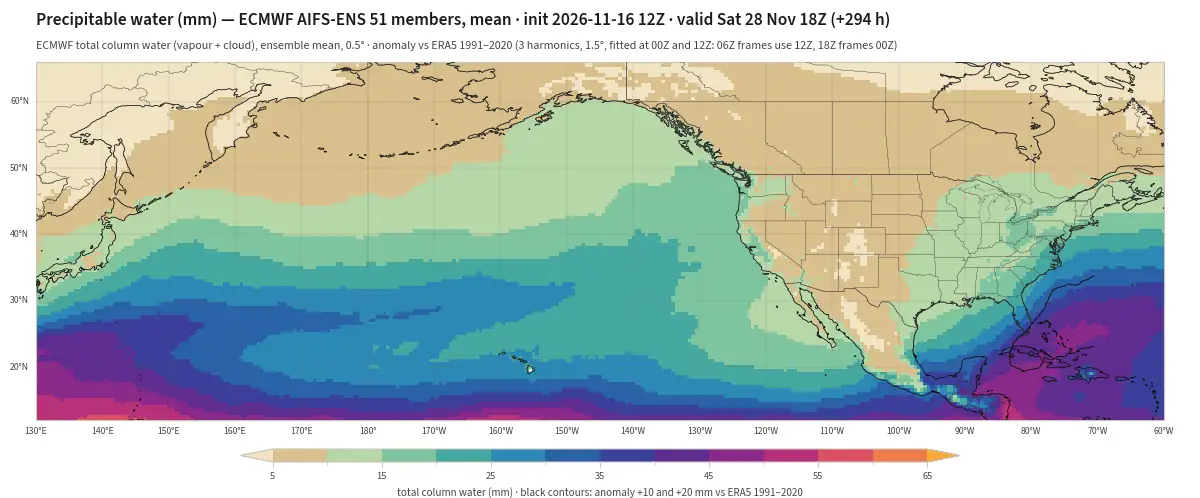 Precipitable water (mm) — ECMWF AIFS-ENS 51 members, mean · init 2026-11-16 12Z · valid Sat 28 Nov 18Z (+294 h)
ECMWF total column water (vapour + cloud), ensemble mean, 0.5° · anomaly vs ERA5 1991–2020 (3 harmonics, 1.5°, fitted at 00Z and 12Z: 06Z frames use 12Z, 18Z frames 00Z)
60°N
50°N
40°N
30°N
20°N
130°E 140°E 150°E 160°E 170°E 180° 170°W 160°W 150°W 140°W 130°W 120°W 110°W 100°W 90°W 80°W 70°W 60°W
5 15 25 35 45 55 65
total column water (mm) · black contours: anomaly +10 and +20 mm vs ERA5 1991–2020